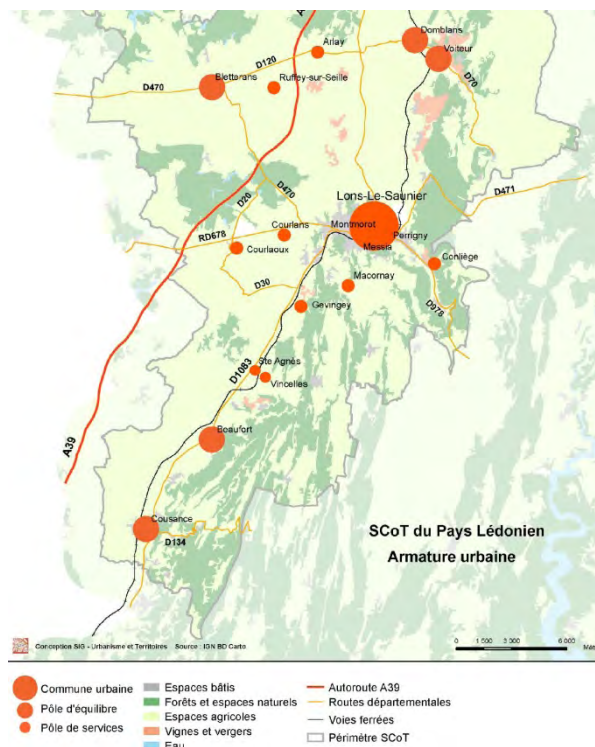 Domblans
Arlay
Voiteur
D120
D470
Bletterans
Ruffey-sur-Seille
D70
Lons-Le-Saunier
D471
D20
D470
Montmorot
Courlans
RD678
Perrigny
Courlaoux
Messia
Conliège
Macornay
D30
Gevingey
D978
D1083
Ste Agnès
Vincelles
Beaufort
A39
Cousance
D134
SCoT du Pays Lédonien
Armature urbaine
Conception SIG - Urbanisme et Territoires Source : IGN BD Carto
0 1 500 3 000 6 000
Commune urbaine
Pôle d'équilibre
Pôle de services
Espaces bâtis
Forêts et espaces naturels
Espaces agricoles
Vignes et vergers
Eau
Autoroute A39
Routes départementales
Voies ferrées
Périmètre SCoT